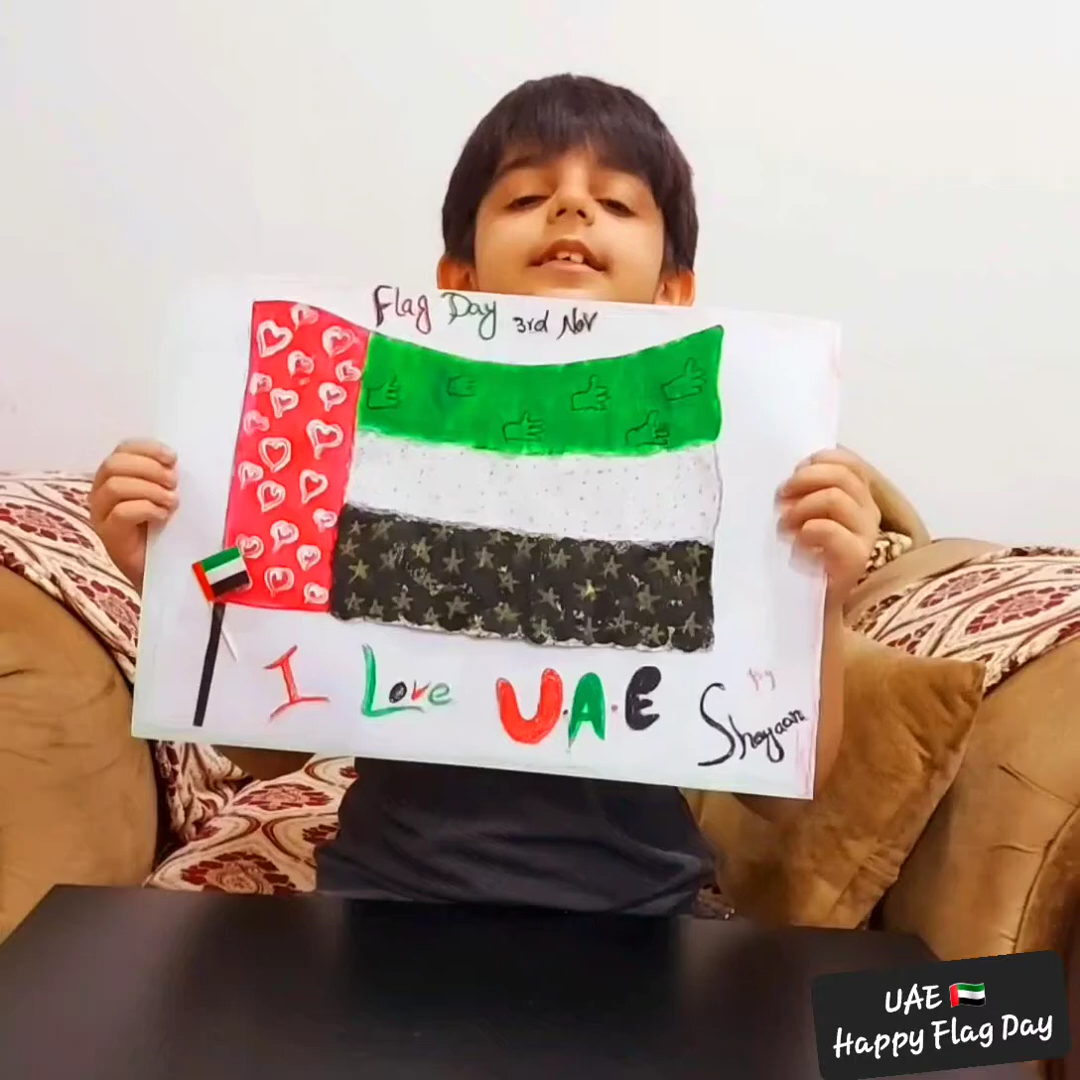 Flag Day 3rd Nov
I Love U.A.E
By
Shayaan
UAE 🇦🇪
Happy Flag Day